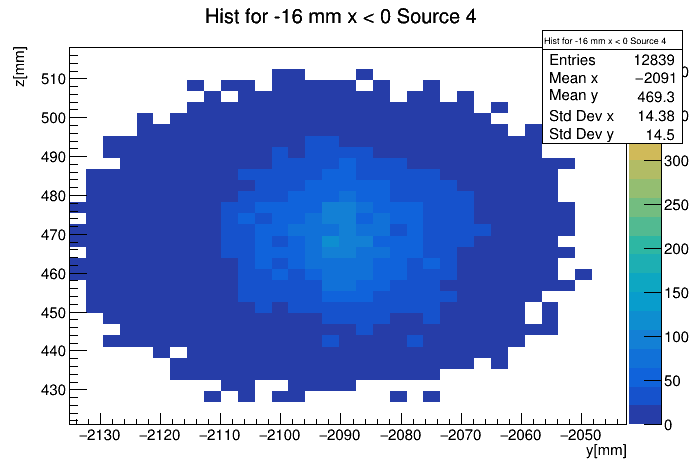 Hist for -16 mm x < 0 Source 4
Hist for -16 mm x < 0 Source 4
Entries 12839
Mean x −2091
Mean y 469.3
Std Dev x 14.38
Std Dev y 14.5
z[mm]
510
500
490
480
470
460
450
440
430
−2130 −2120 −2110 −2100 −2090 −2080 −2070 −2060 −2050
y[mm]
0
0
300
250
200
150
100
50
0